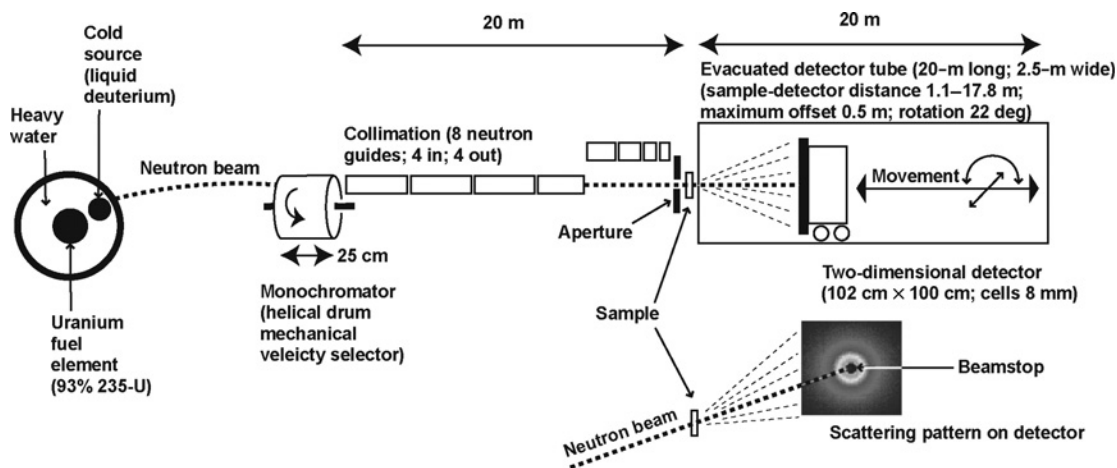 20 m
20 m
Cold
source
(liquid
deuterium)
Heavy
water
Neutron beam
Collimation (8 neutron
guides; 4 in; 4 out)
Evacuated detector tube (20–m long; 2.5–m wide)
(sample-detector distance 1.1–17.8 m;
maximum offset 0.5 m; rotation 22 deg)
Movement
Aperture
25 cm
Monochromator
(helical drum
mechanical
veleicty selector)
Sample
Uranium
fuel
element
(93% 235-U)
Two-dimensional detector
(102 cm × 100 cm; cells 8 mm)
Beamstop
Neutron beam
Scattering pattern on detector